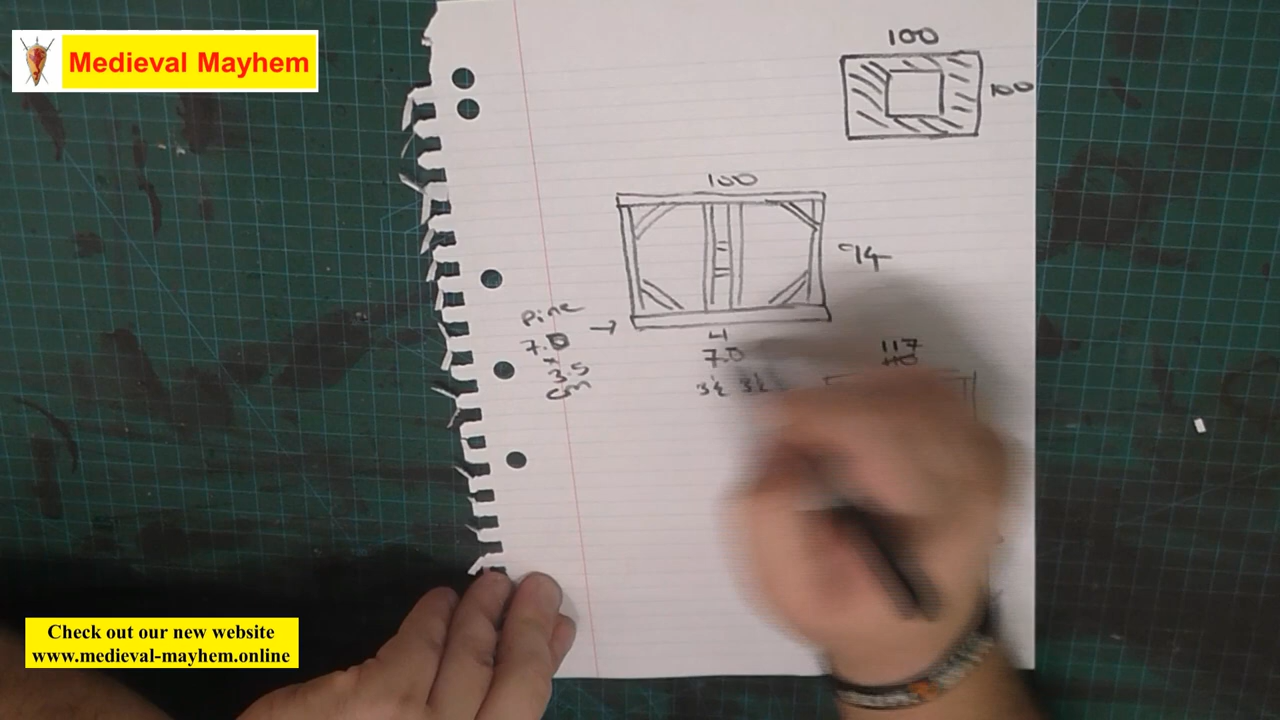 Medieval Mayhem
100
100
100
94
Pine
7.0
x
3.5
cm
4
7.0
3½ 3½
117
Check out our new website
www.medieval-mayhem.online